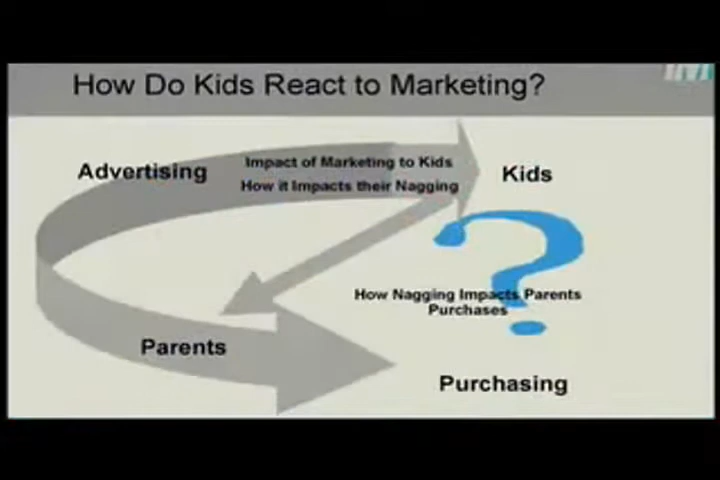 How Do Kids React to Marketing?
Advertising
Impact of Marketing to Kids
How it Impacts their Nagging
Kids
How Nagging Impacts Parents
Purchases
Parents
Purchasing